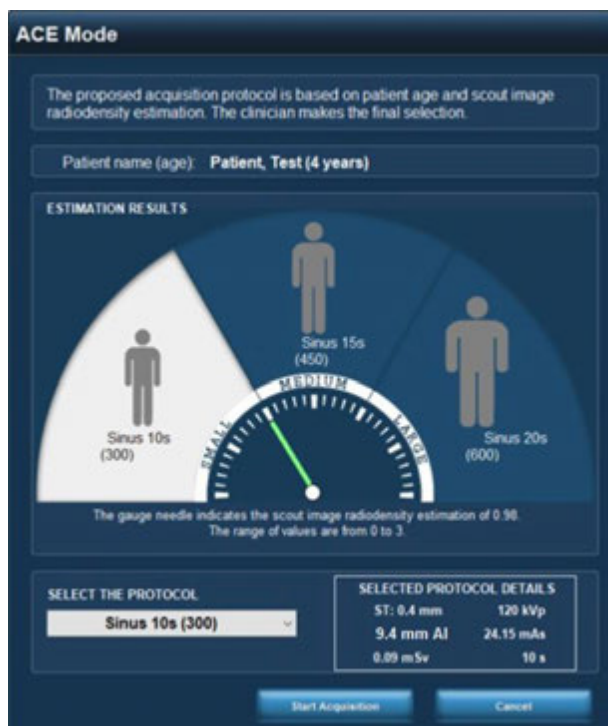 ACE Mode
The proposed acquisition protocol is based on patient age and scout image
radiodensity estimation. The clinician makes the final selection.
Patient name (age): Patient, Test (4 years)
ESTIMATION RESULTS
Sinus 10s
(300)
Sinus 15s
(450)
Sinus 20s
(600)
SMALL
MEDIUM
LARGE
The gauge needle indicates the scout image radiodensity estimation of 0.98.
The range of values are from 0 to 3.
SELECT THE PROTOCOL
Sinus 10s (300)
SELECTED PROTOCOL DETAILS
ST: 0.4 mm 120 kVp
9.4 mm Al 24.15 mAs
0.09 mSv 10 s
Start Acquisition Cancel